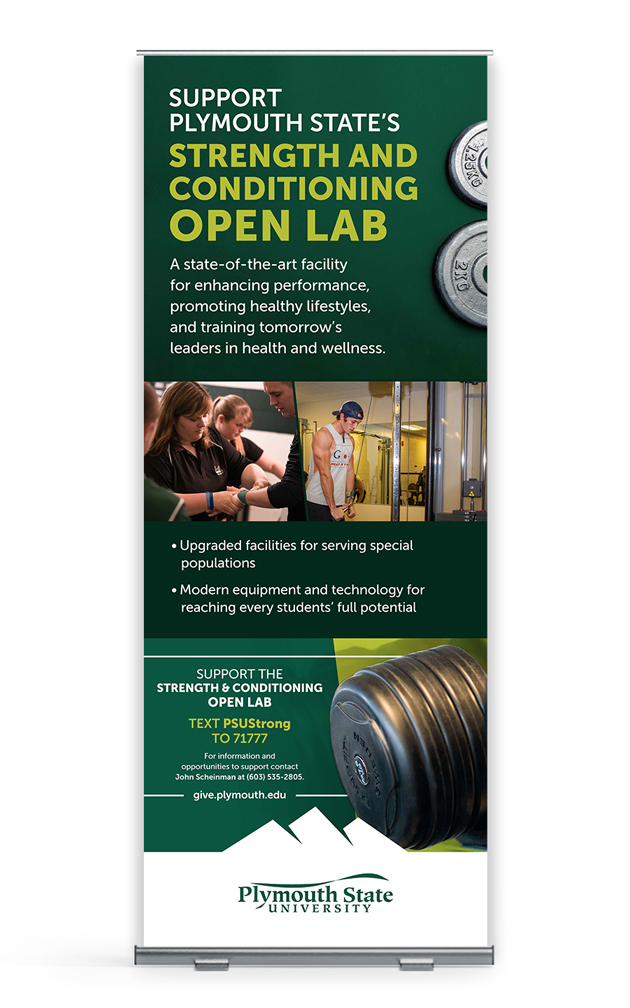 SUPPORT
PLYMOUTH STATE'S
STRENGTH AND
CONDITIONING
OPEN LAB
1.25KG
2KG
A state-of-the-art facility
for enhancing performance,
promoting healthy lifestyles,
and training tomorrow's
leaders in health and wellness.
• Upgraded facilities for serving special
populations
• Modern equipment and technology for
reaching every students' full potential
SUPPORT THE
STRENGTH & CONDITIONING
OPEN LAB
TEXT PSUStrong
TO 71777
For information and
opportunities to support contact
John Scheinman at (603) 535-2805.
give.plymouth.edu
Plymouth State
UNIVERSITY